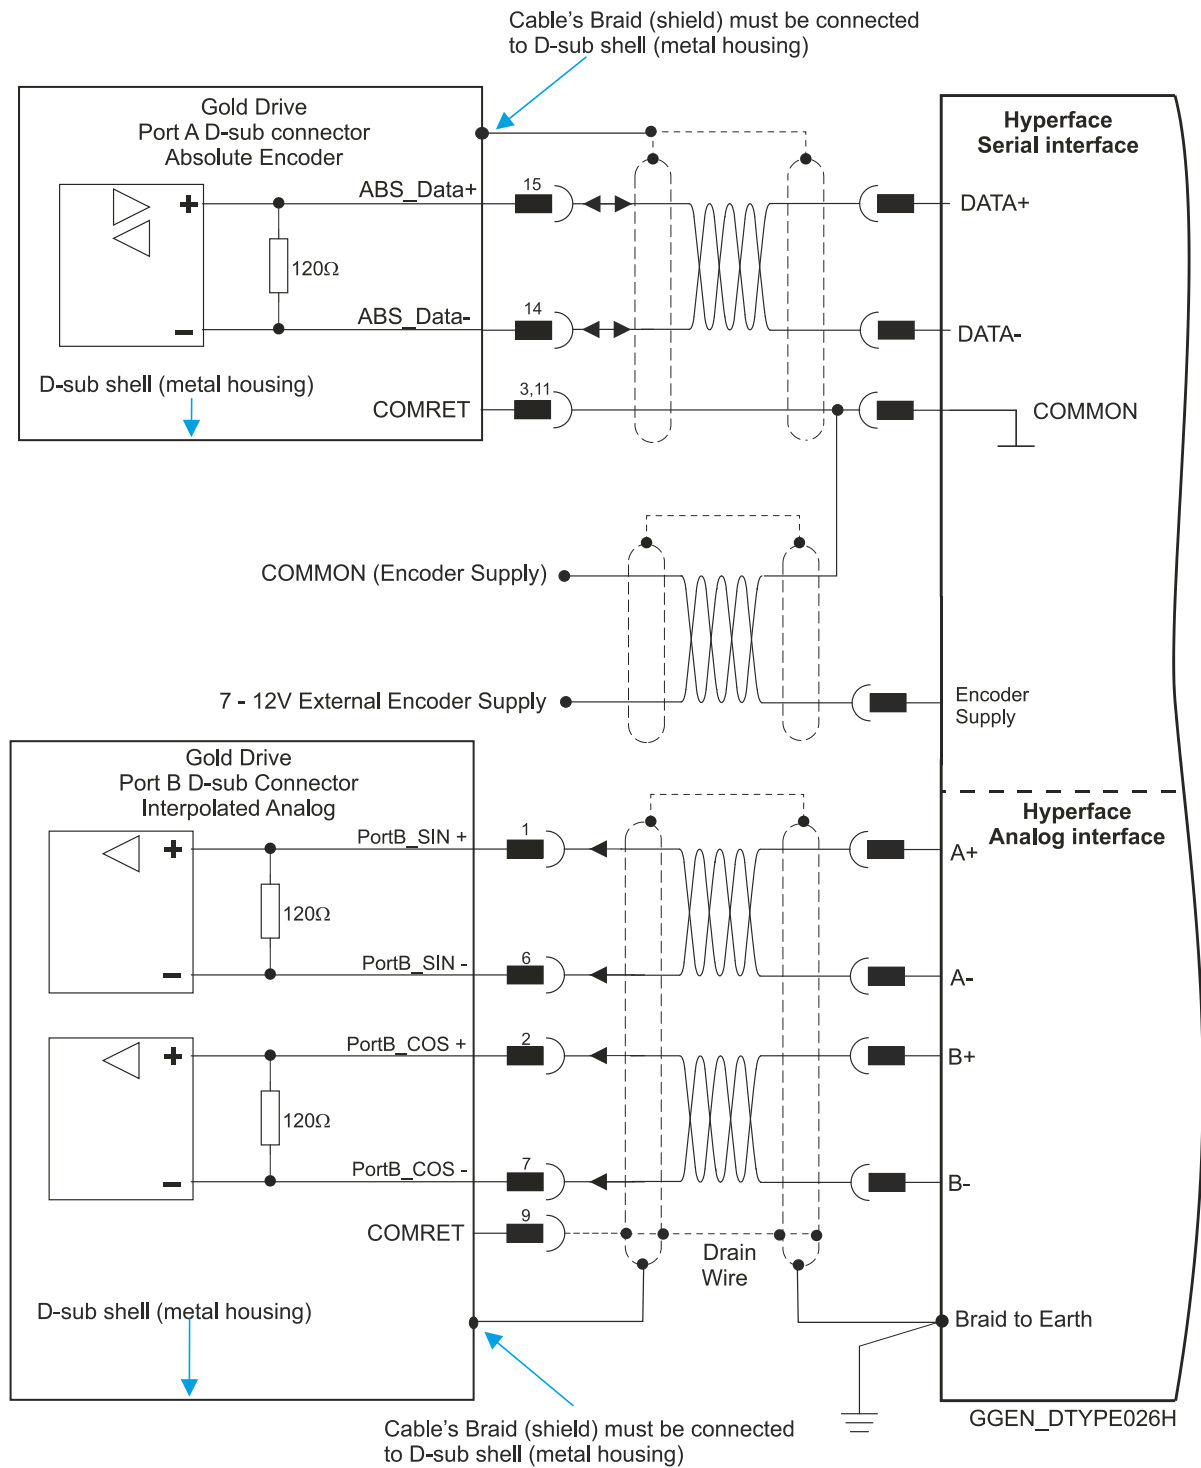 Cable's Braid (shield) must be connected
to D-sub shell (metal housing)
Gold Drive
Port A D-sub connector
Absolute Encoder
Hyperface
Serial interface
ABS_Data+
15
DATA+
120Ω
ABS_Data-
14
DATA-
D-sub shell (metal housing)
COMRET
3,11
COMMON
COMMON (Encoder Supply)
7 - 12V External Encoder Supply
Encoder
Supply
Gold Drive
Port B D-sub Connector
Interpolated Analog
Hyperface
Analog interface
PortB_SIN +
1
A+
120Ω
PortB_SIN -
6
A-
PortB_COS +
2
B+
120Ω
PortB_COS -
7
B-
COMRET
9
Drain
Wire
D-sub shell (metal housing)
Braid to Earth
Cable's Braid (shield) must be connected
to D-sub shell (metal housing)
GGEN_DTYPE026H